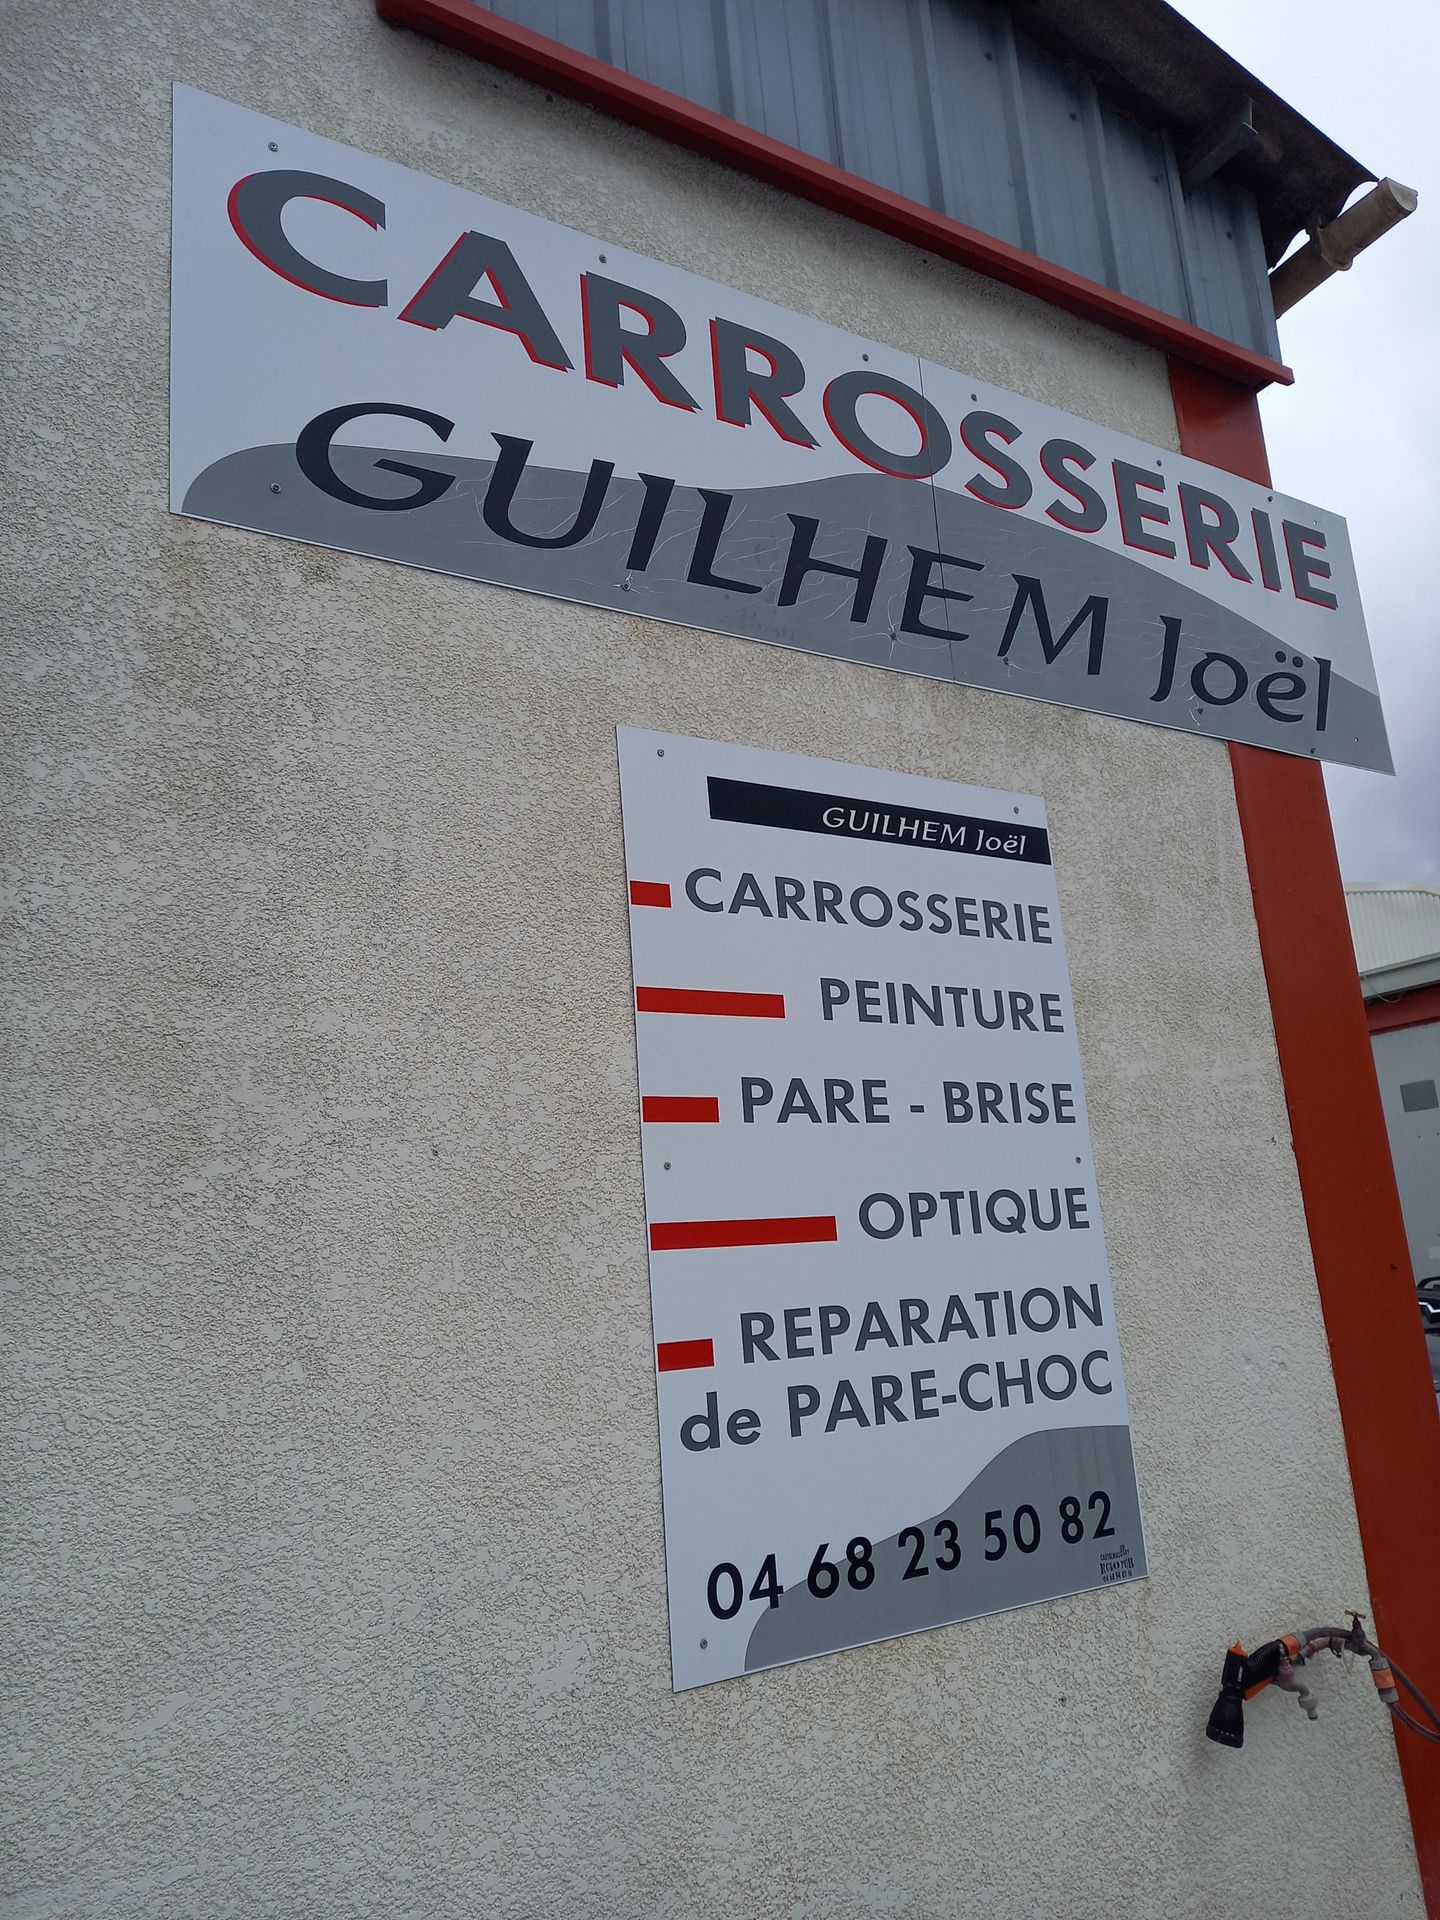 CARROSSERIE
GUILHEM Joël
GUILHEM Joël
CARROSSERIE
PEINTURE
PARE - BRISE
OPTIQUE
REPARATION
de PARE-CHOC
04 68 23 50 82
CASTELNAUDARY